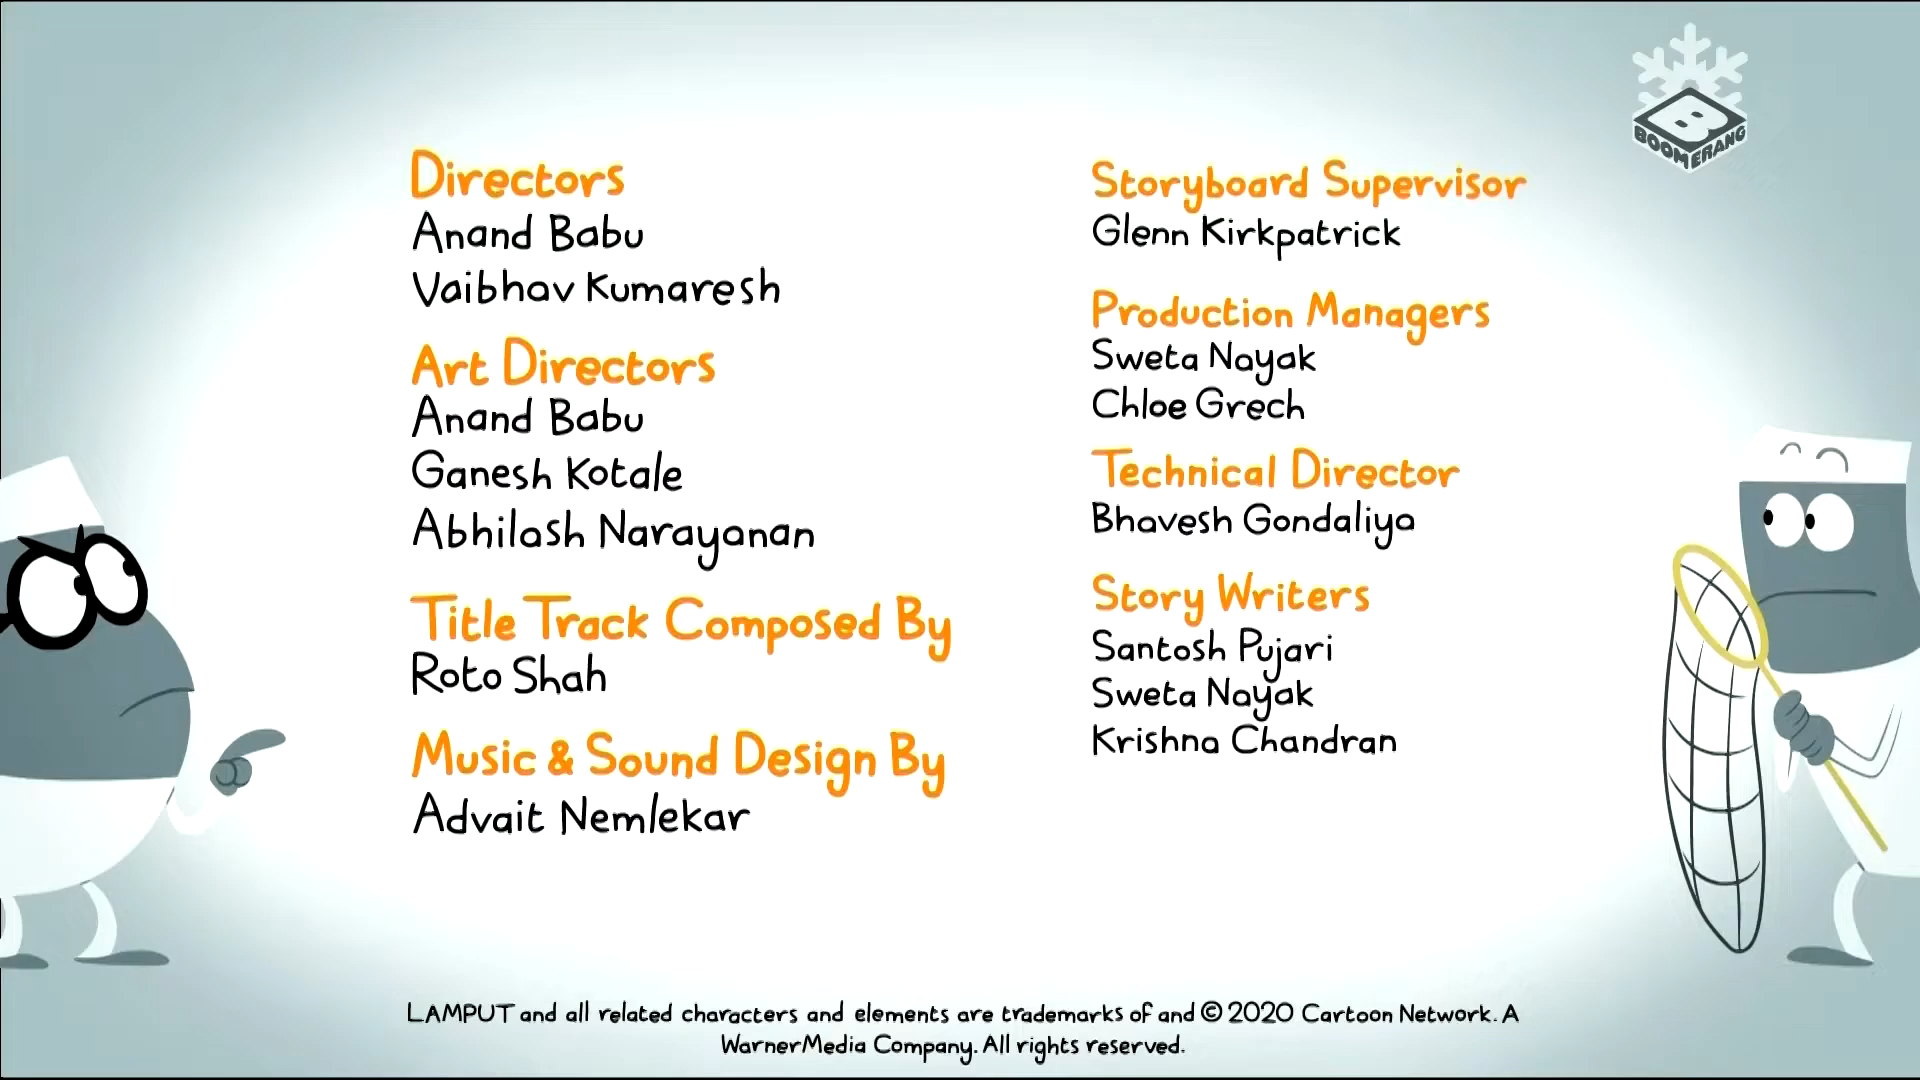 Directors
Anand Babu
Vaibhav Kumaresh
Art Directors
Anand Babu
Ganesh Kotale
Abhilash Narayanan
Title Track Composed By
Roto Shah
Music & Sound Design By
Advait Nemlekar
Storyboard Supervisor
Glenn Kirkpatrick
Production Managers
Sweta Nayak
Chloe Grech
Technical Director
Bhavesh Gondaliya
Story Writers
Santosh Pujari
Sweta Nayak
Krishna Chandran
B
BOOMERANG
LAMPUT and all related characters and elements are trademarks of and © 2020 Cartoon Network. A
WarnerMedia Company. All rights reserved.